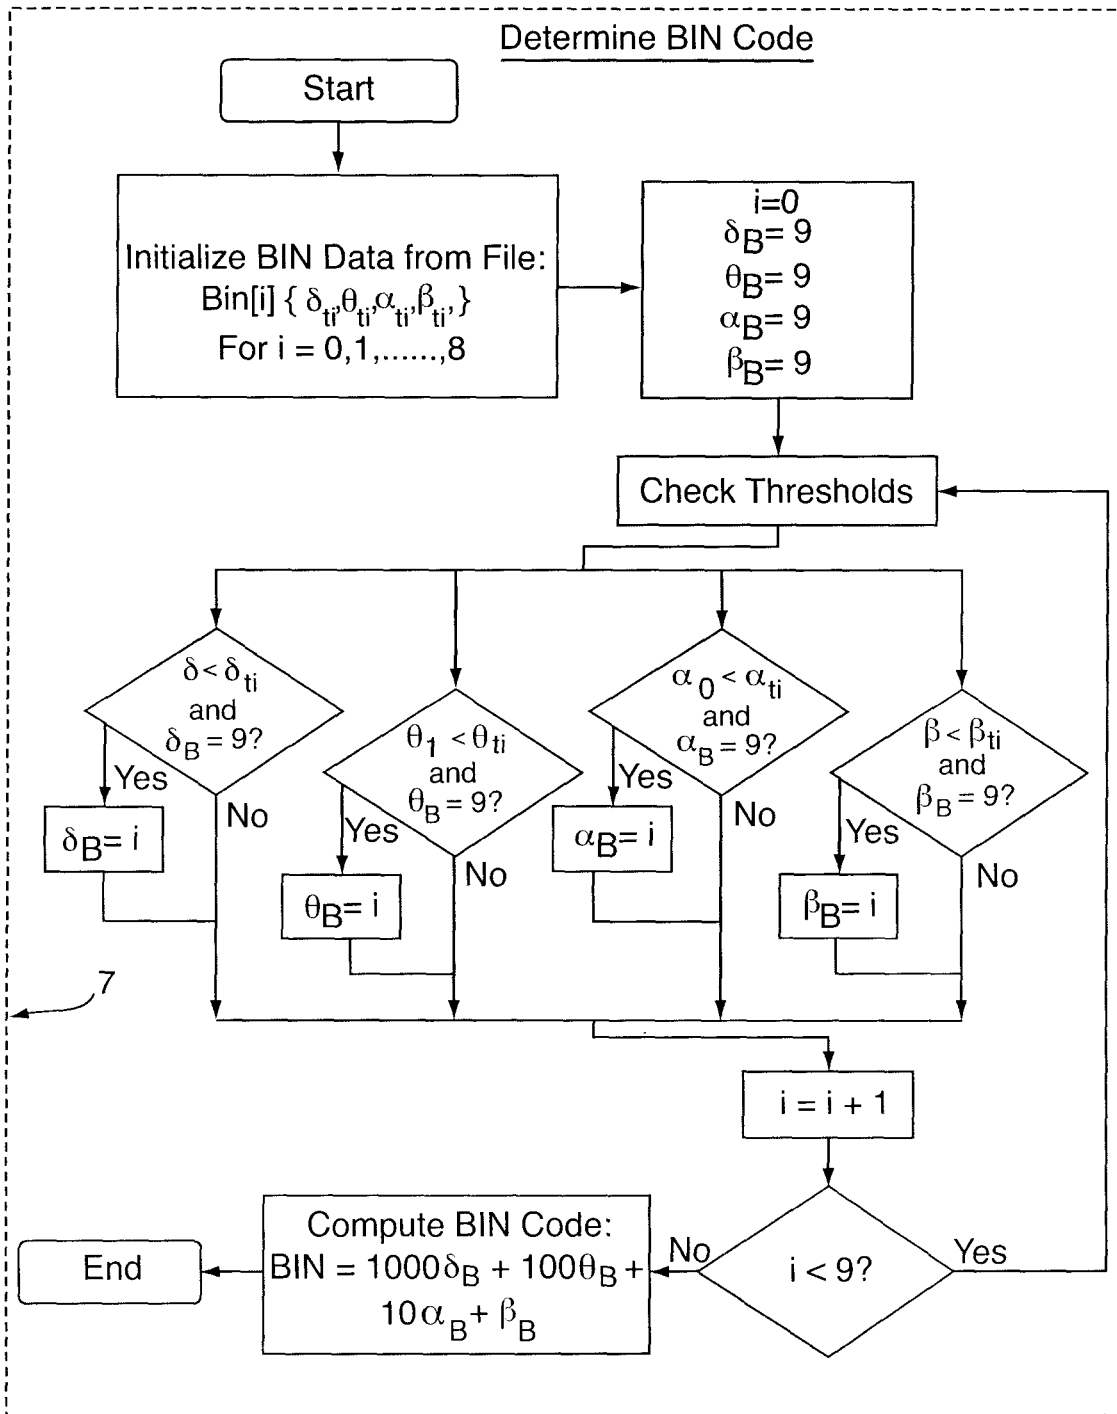 Determine BIN Code
Start
Initialize BIN Data from File:
Bin[i] { δti,θti,αti,βti, }
For i = 0,1,......,8
i=0
δB= 9
θB= 9
αB= 9
βB= 9
Check Thresholds
δ < δti
and
δB = 9?
Yes
No
δB= i
θ1 < θti
and
θB = 9?
Yes
No
θB= i
α0 < αti
and
αB = 9?
Yes
No
αB= i
β < βti
and
βB = 9?
Yes
No
βB= i
7
i = i + 1
i < 9?
Yes
No
Compute BIN Code:
BIN = 1000δB + 100θB +
10αB + βB
End